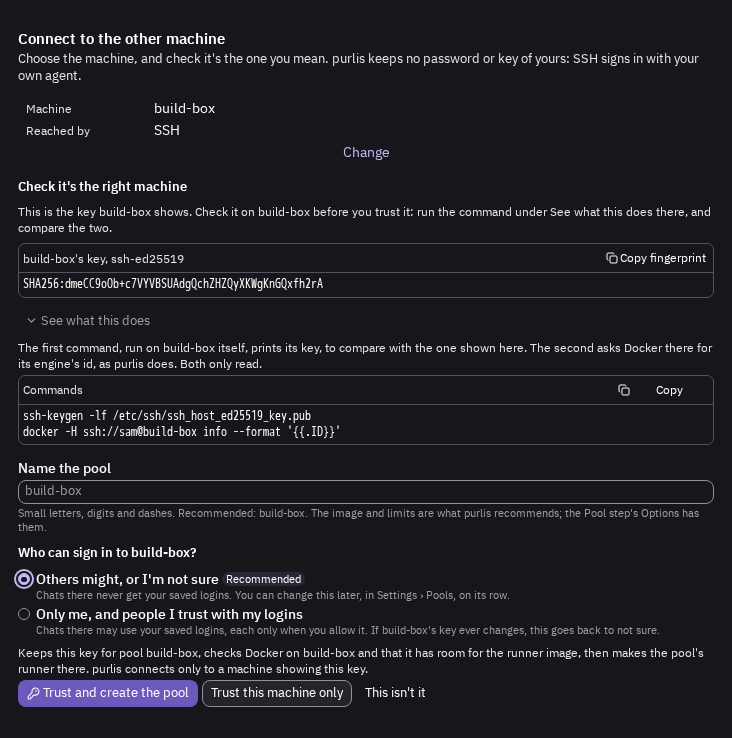 Connect to the other machine
Choose the machine, and check it's the one you mean. purlis keeps no password or key of yours: SSH signs in with your
own agent.
Machine build-box
Reached by SSH
Change
Check it's the right machine
This is the key build-box shows. Check it on build-box before you trust it: run the command under See what this does there, and
compare the two.
build-box's key, ssh-ed25519 Copy fingerprint
SHA256:dmeCC9oOb+c7VYVBSUAdgQchZHZQyXKWgKnGQxfh2rA
See what this does
The first command, run on build-box itself, prints its key, to compare with the one shown here. The second asks Docker there for
its engine's id, as purlis does. Both only read.
Commands Copy
ssh-keygen -lf /etc/ssh/ssh_host_ed25519_key.pub
docker -H ssh://sam@build-box info --format '{{.ID}}'
Name the pool
build-box
Small letters, digits and dashes. Recommended: build-box. The image and limits are what purlis recommends; the Pool step's Options has
them.
Who can sign in to build-box?
Others might, or I'm not sure Recommended
Chats there never get your saved logins. You can change this later, in Settings › Pools, on its row.
Only me, and people I trust with my logins
Chats there may use your saved logins, each only when you allow it. If build-box's key ever changes, this goes back to not sure.
Keeps this key for pool build-box, checks Docker on build-box and that it has room for the runner image, then makes the pool's
runner there. purlis connects only to a machine showing this key.
Trust and create the pool Trust this machine only This isn't it